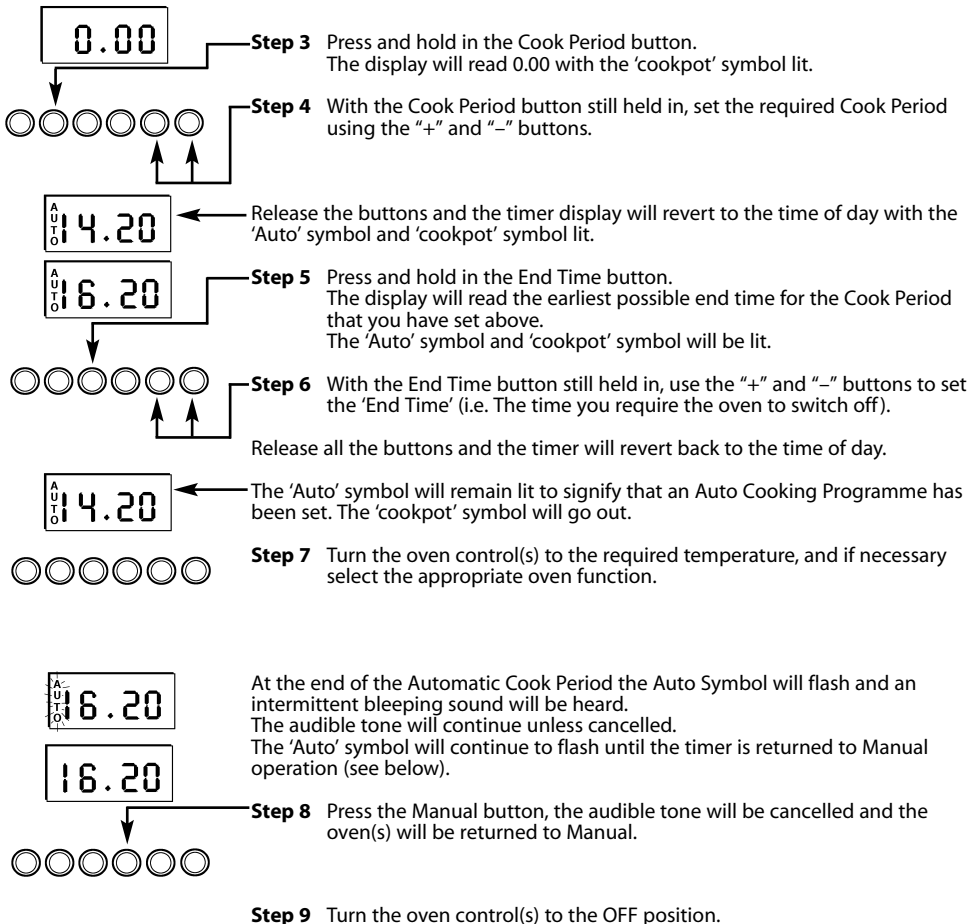 0.00
Step 3 Press and hold in the Cook Period button.
The display will read 0.00 with the ‘cookpot’ symbol lit.
Step 4 With the Cook Period button still held in, set the required Cook Period
using the “+” and “–” buttons.
AUTO 14.20
Release the buttons and the timer display will revert to the time of day with the
‘Auto’ symbol and ‘cookpot’ symbol lit.
AUTO 16.20
Step 5 Press and hold in the End Time button.
The display will read the earliest possible end time for the Cook Period
that you have set above.
The ‘Auto’ symbol and ‘cookpot’ symbol will be lit.
Step 6 With the End Time button still held in, use the “+” and “–” buttons to set
the ‘End Time’ (i.e. The time you require the oven to switch off).
Release all the buttons and the timer will revert back to the time of day.
AUTO 14.20
The ‘Auto’ symbol will remain lit to signify that an Auto Cooking Programme has
been set. The ‘cookpot’ symbol will go out.
Step 7 Turn the oven control(s) to the required temperature, and if necessary
select the appropriate oven function.
AUTO 16.20
At the end of the Automatic Cook Period the Auto Symbol will flash and an
intermittent bleeping sound will be heard.
The audible tone will continue unless cancelled.
The ‘Auto’ symbol will continue to flash until the timer is returned to Manual
operation (see below).
16.20
Step 8 Press the Manual button, the audible tone will be cancelled and the
oven(s) will be returned to Manual.
Step 9 Turn the oven control(s) to the OFF position.